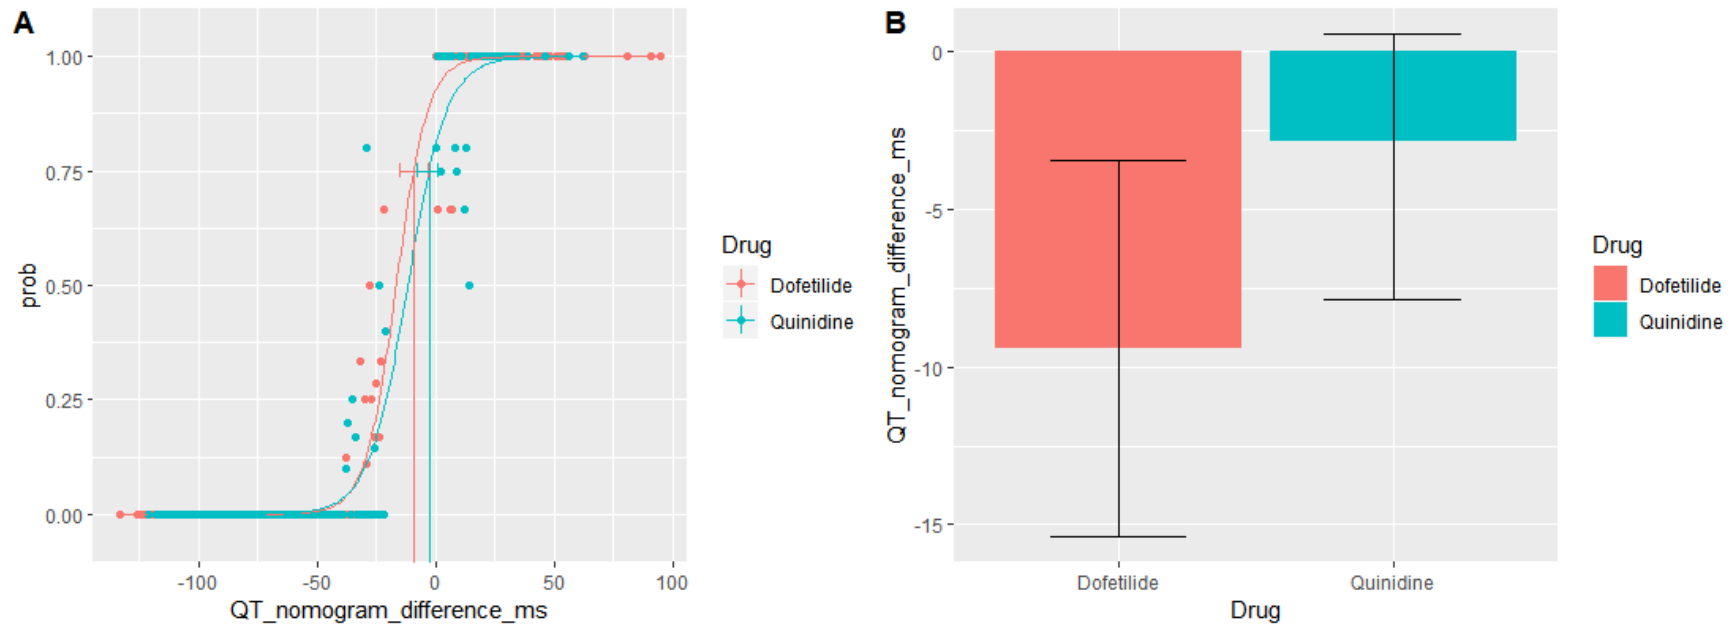 A
prob
1.00
0.75
0.50
0.25
0.00
-100
-50
0
50
100
QT_nomogram_difference_ms
Drug
Dofetilide
Quinidine
B
QT_nomogram_difference_ms
0
-5
-10
-15
Dofetilide
Quinidine
Drug
Drug
Dofetilide
Quinidine